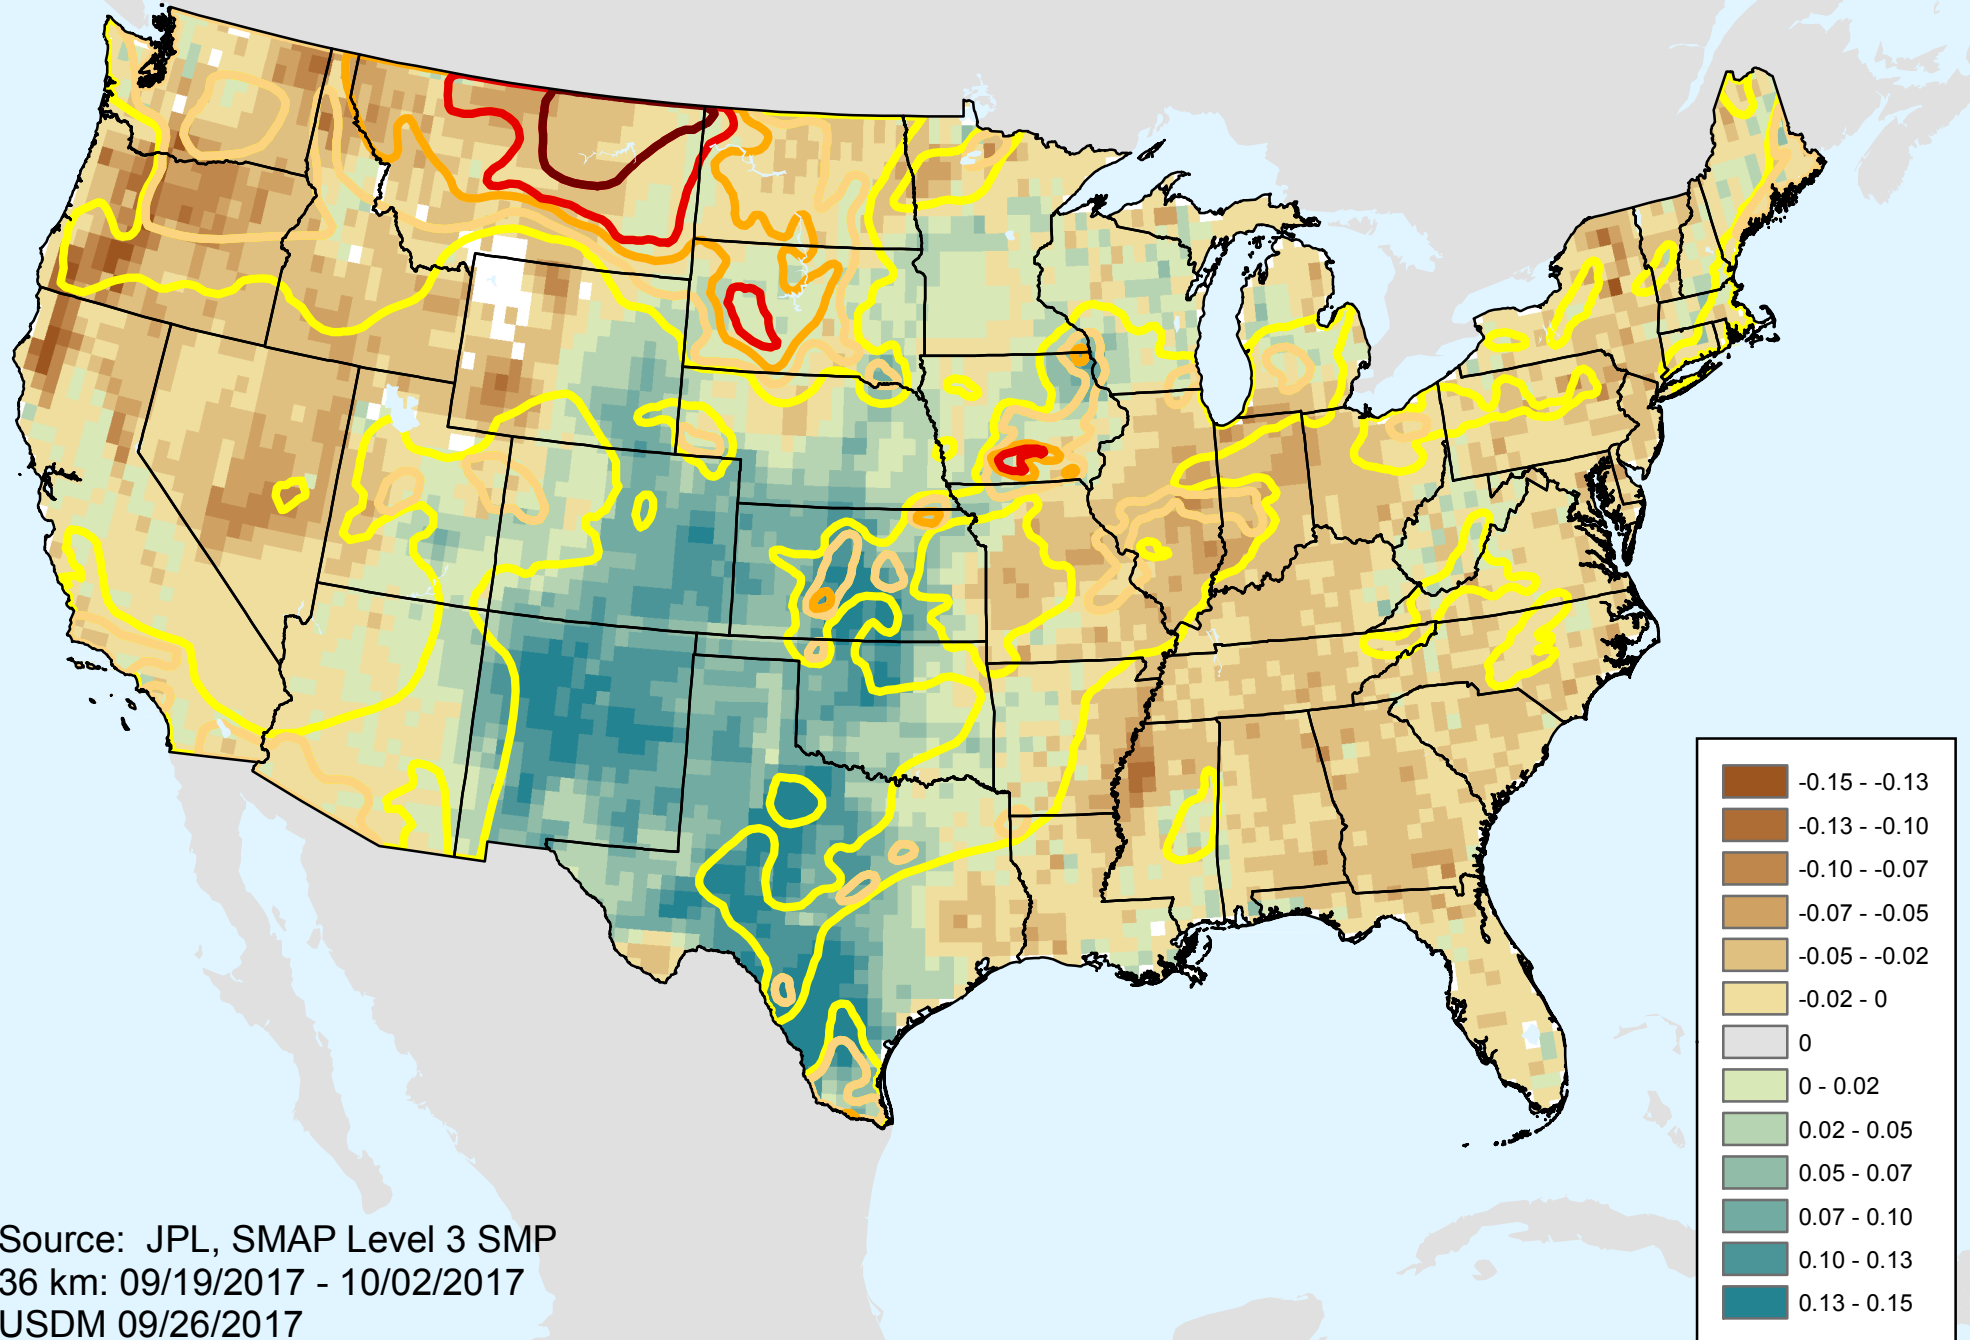 -0.15 - -0.13
-0.13 - -0.10
-0.10 - -0.07
-0.07 - -0.05
-0.05 - -0.02
-0.02 - 0
0
0 - 0.02
0.02 - 0.05
0.05 - 0.07
0.07 - 0.10
0.10 - 0.13
0.13 - 0.15
Source: JPL, SMAP Level 3 SMP
36 km: 09/19/2017 - 10/02/2017
USDM 09/26/2017